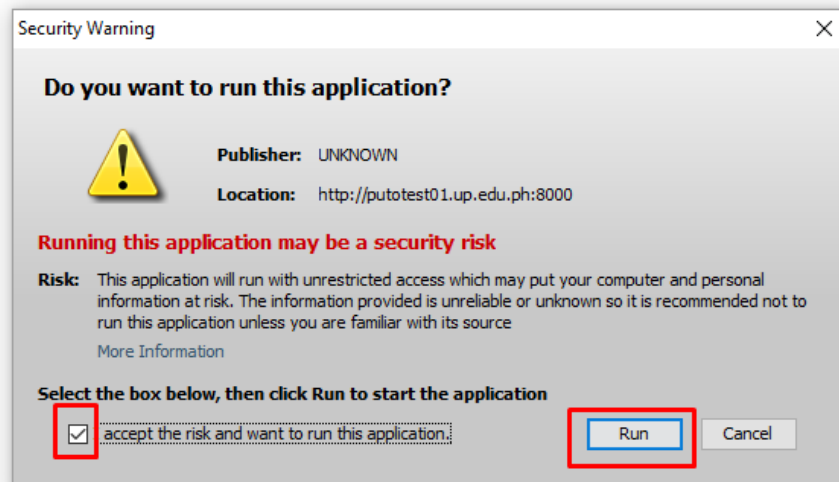 Security Warning
Do you want to run this application?
Publisher: UNKNOWN
Location: http://putotest01.up.edu.ph:8000
Running this application may be a security risk
Risk: This application will run with unrestricted access which may put your computer and personal
information at risk. The information provided is unreliable or unknown so it is recommended not to
run this application unless you are familiar with its source
More Information
Select the box below, then click Run to start the application
accept the risk and want to run this application.
Run
Cancel